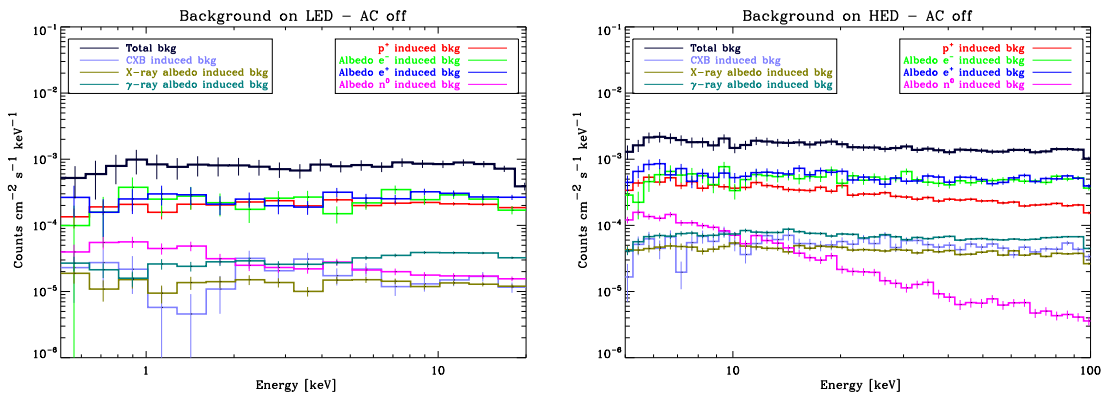 Background on LED – AC off
10⁻¹
10⁻²
10⁻³
10⁻⁴
10⁻⁵
10⁻⁶
Counts cm⁻² s⁻¹ keV⁻¹
Total bkg
CXB induced bkg
X-ray albedo induced bkg
γ-ray albedo induced bkg
p⁺ induced bkg
Albedo e⁻ induced bkg
Albedo e⁺ induced bkg
Albedo n⁰ induced bkg
1
10
Energy [keV]
Background on HED – AC off
10⁻¹
10⁻²
10⁻³
10⁻⁴
10⁻⁵
10⁻⁶
Counts cm⁻² s⁻¹ keV⁻¹
Total bkg
CXB induced bkg
X-ray albedo induced bkg
γ-ray albedo induced bkg
p⁺ induced bkg
Albedo e⁻ induced bkg
Albedo e⁺ induced bkg
Albedo n⁰ induced bkg
10
100
Energy [keV]